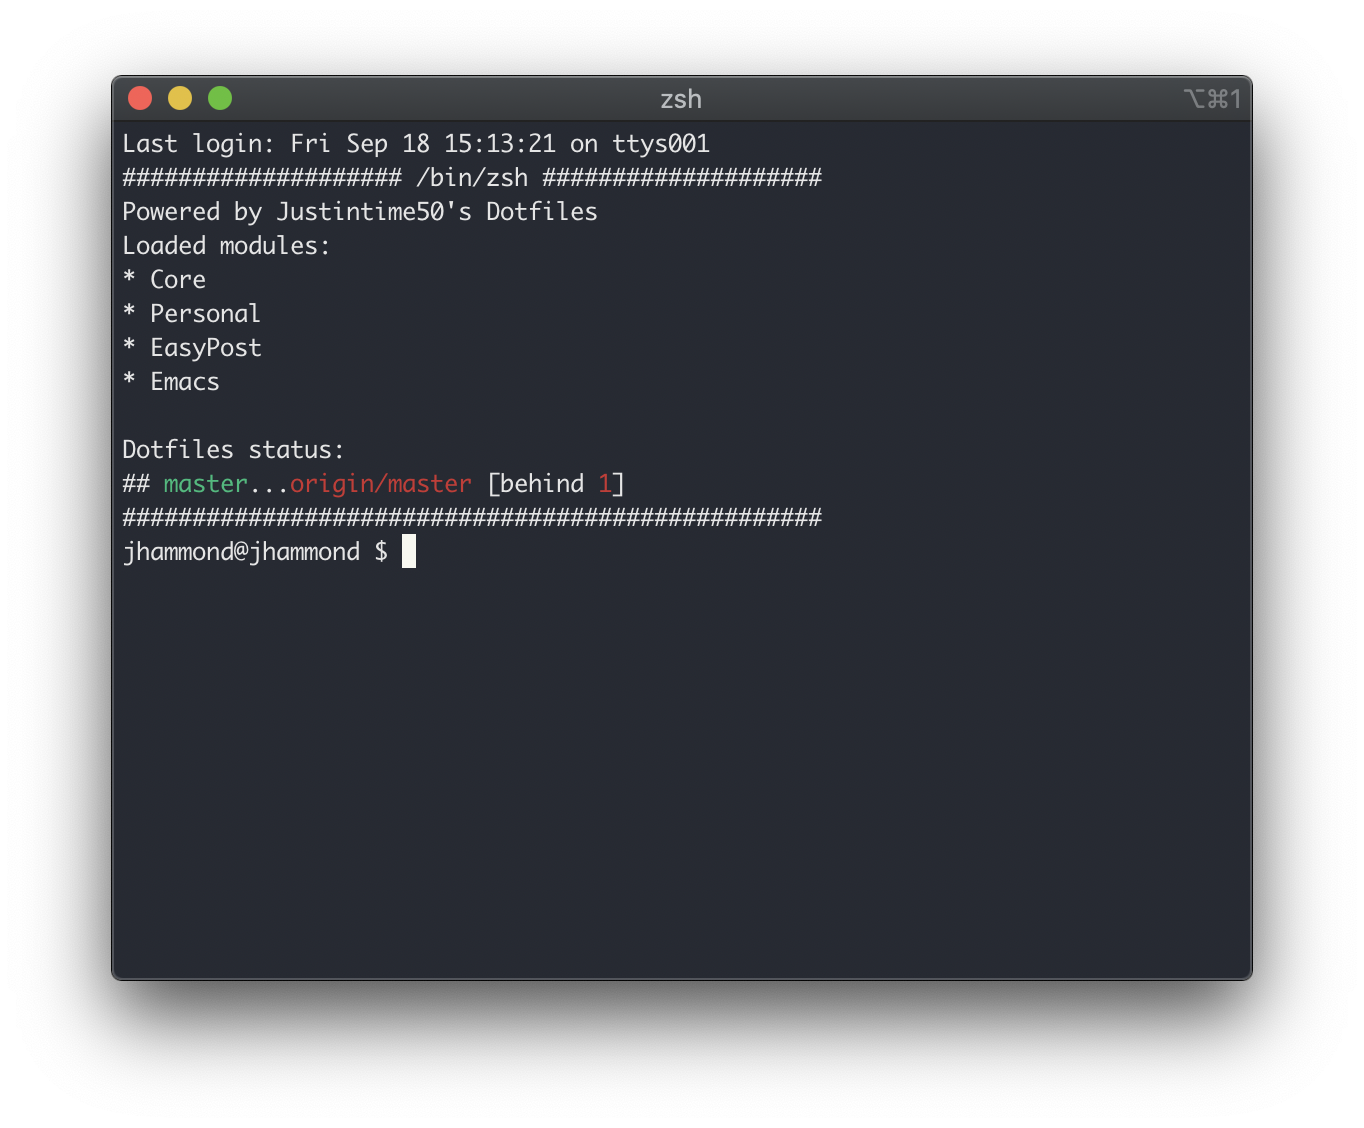 zsh
⌥⌘1
Last login: Fri Sep 18 15:13:21 on ttys001
#################### /bin/zsh ####################
Powered by Justintime50's Dotfiles
Loaded modules:
* Core
* Personal
* EasyPost
* Emacs
Dotfiles status:
## master...origin/master [behind 1]
##################################################
jhammond@jhammond $